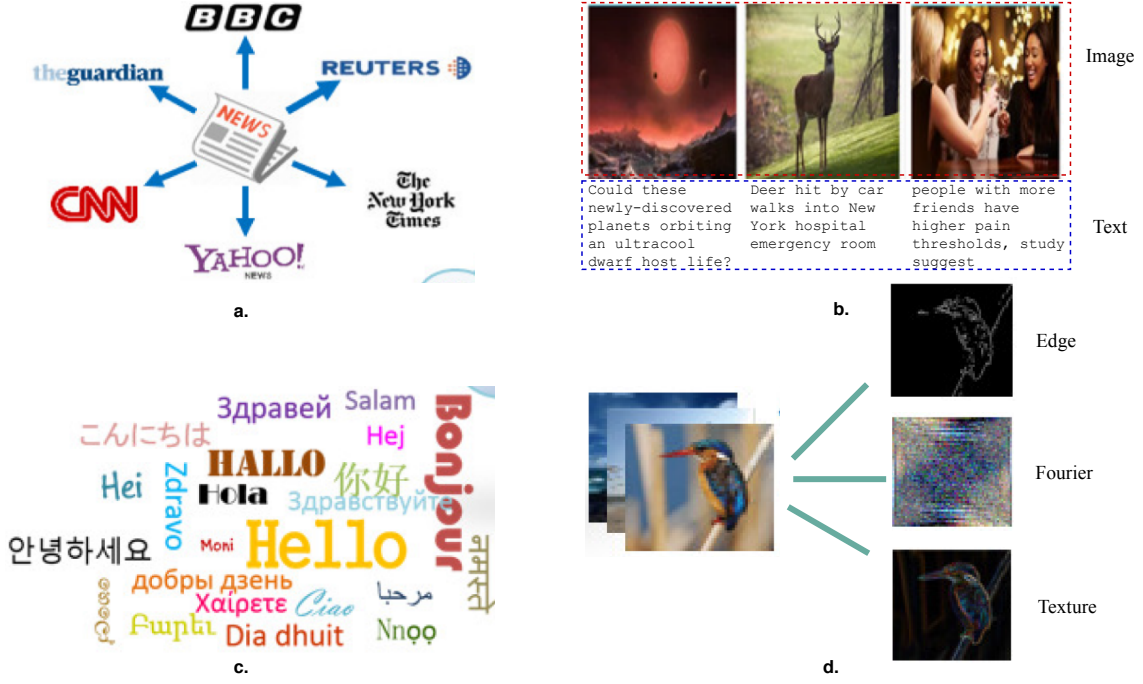 BBC
theguardian
REUTERS
NEWS
CNN
The
New York
Times
YAHOO!
NEWS
a.
Image
Could these
newly-discovered
planets orbiting
an ultracool
dwarf host life?
Deer hit by car
walks into New
York hospital
emergency room
people with more
friends have
higher pain
thresholds, study
suggest
Text
b.
Здравей
Salam
Bonjour
こんにちは
Hej
HALLO
你好
Hei
Zdravo
Hola
Здравствуйте
안녕하세요
Moni
Hello
नमस्ते
добры дзень
Χαίρετε
Ciao
مرحبا
Բարեւ
Dia dhuit
Nnọọ
c.
Edge
Fourier
Texture
d.